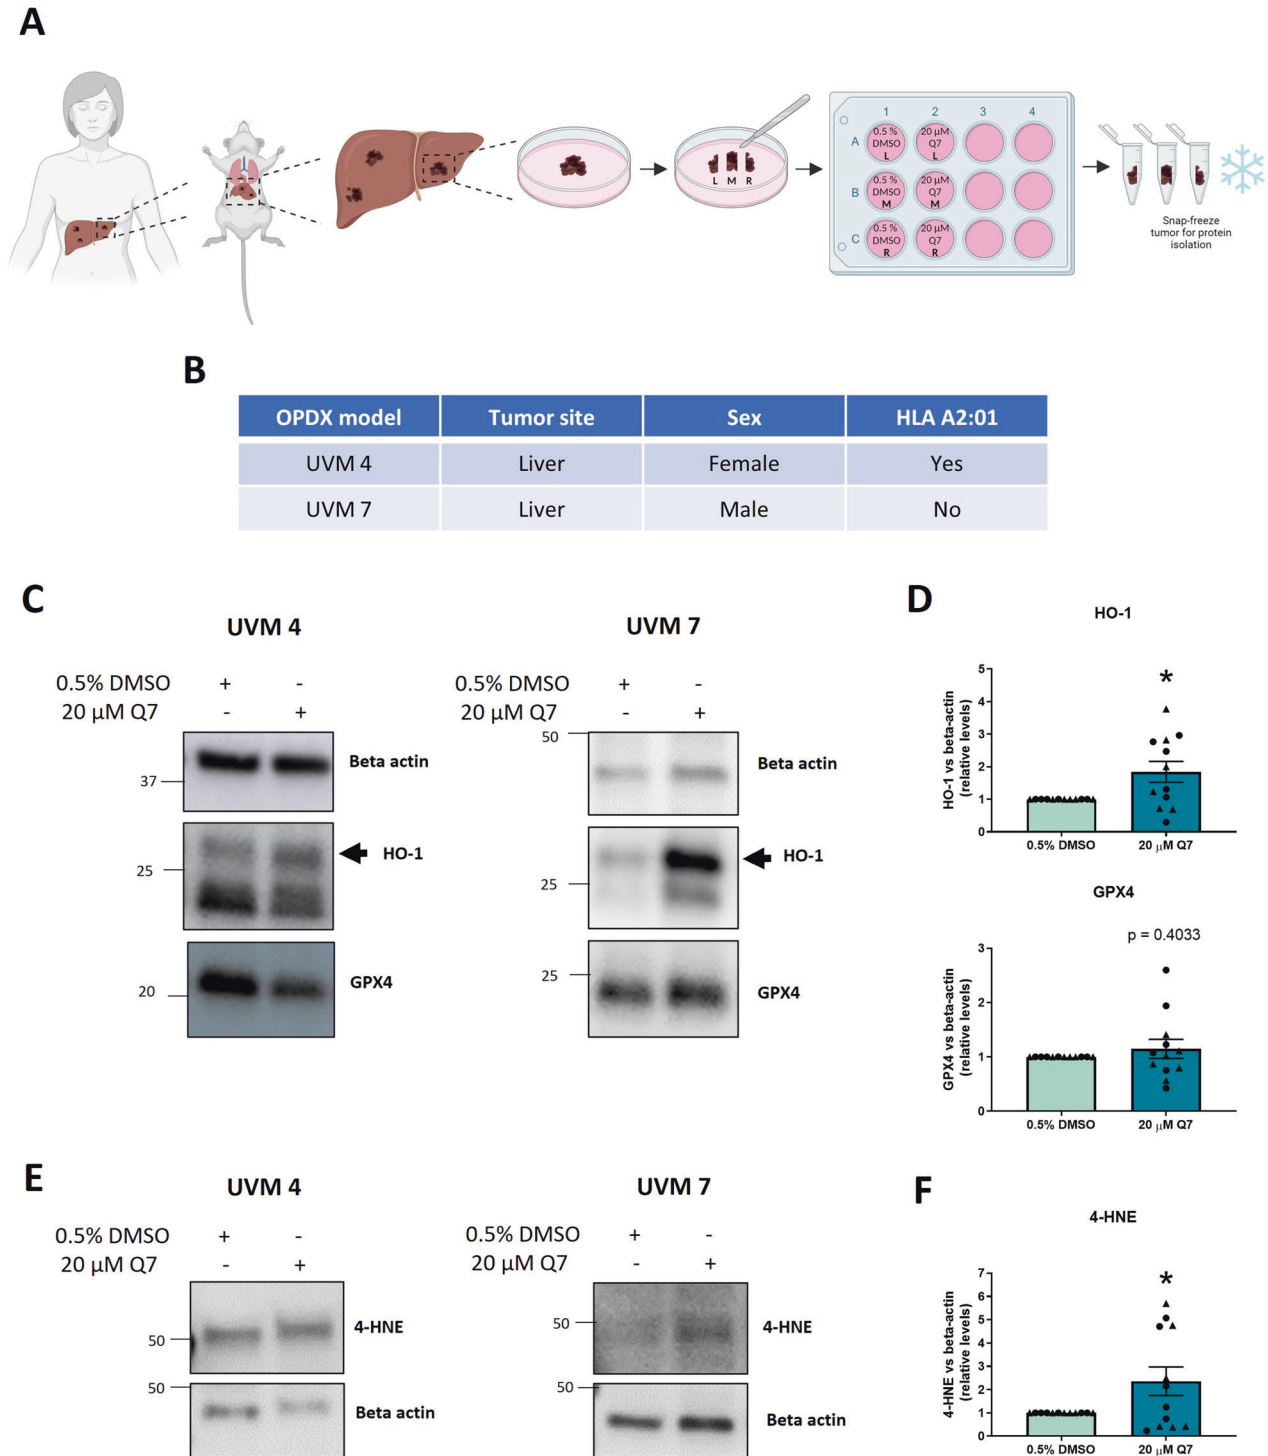 A
L M R
1 2 3 4
A
0.5 %
DMSO
L
20 µM
Q7
L
B
0.5 %
DMSO
M
20 µM
Q7
M
C
0.5 %
DMSO
R
20 µM
Q7
R
Snap-freeze
tumor for protein
isolation
B
OPDX model Tumor site Sex HLA A2:01
UVM 4 Liver Female Yes
UVM 7 Liver Male No
C
UVM 4
0.5% DMSO + -
20 µM Q7 - +
Beta actin
37
HO-1
25
GPX4
20
UVM 7
0.5% DMSO + -
20 µM Q7 - +
50
Beta actin
HO-1
25
25
GPX4
D
HO-1
HO-1 vs beta-actin
(relative levels)
5
4
3
2
1
0
*
0.5% DMSO 20 µM Q7
GPX4
p = 0.4033
GPX4 vs beta-actin
(relative levels)
3
2
1
0
0.5% DMSO 20 µM Q7
E
UVM 4
0.5% DMSO + -
20 µM Q7 - +
4-HNE
50
50
Beta actin
UVM 7
0.5% DMSO + -
20 µM Q7 - +
50
4-HNE
50
Beta actin
F
4-HNE
4-HNE vs beta-actin
(relative levels)
7
6
5
4
3
2
1
0
*
0.5% DMSO 20 µM Q7